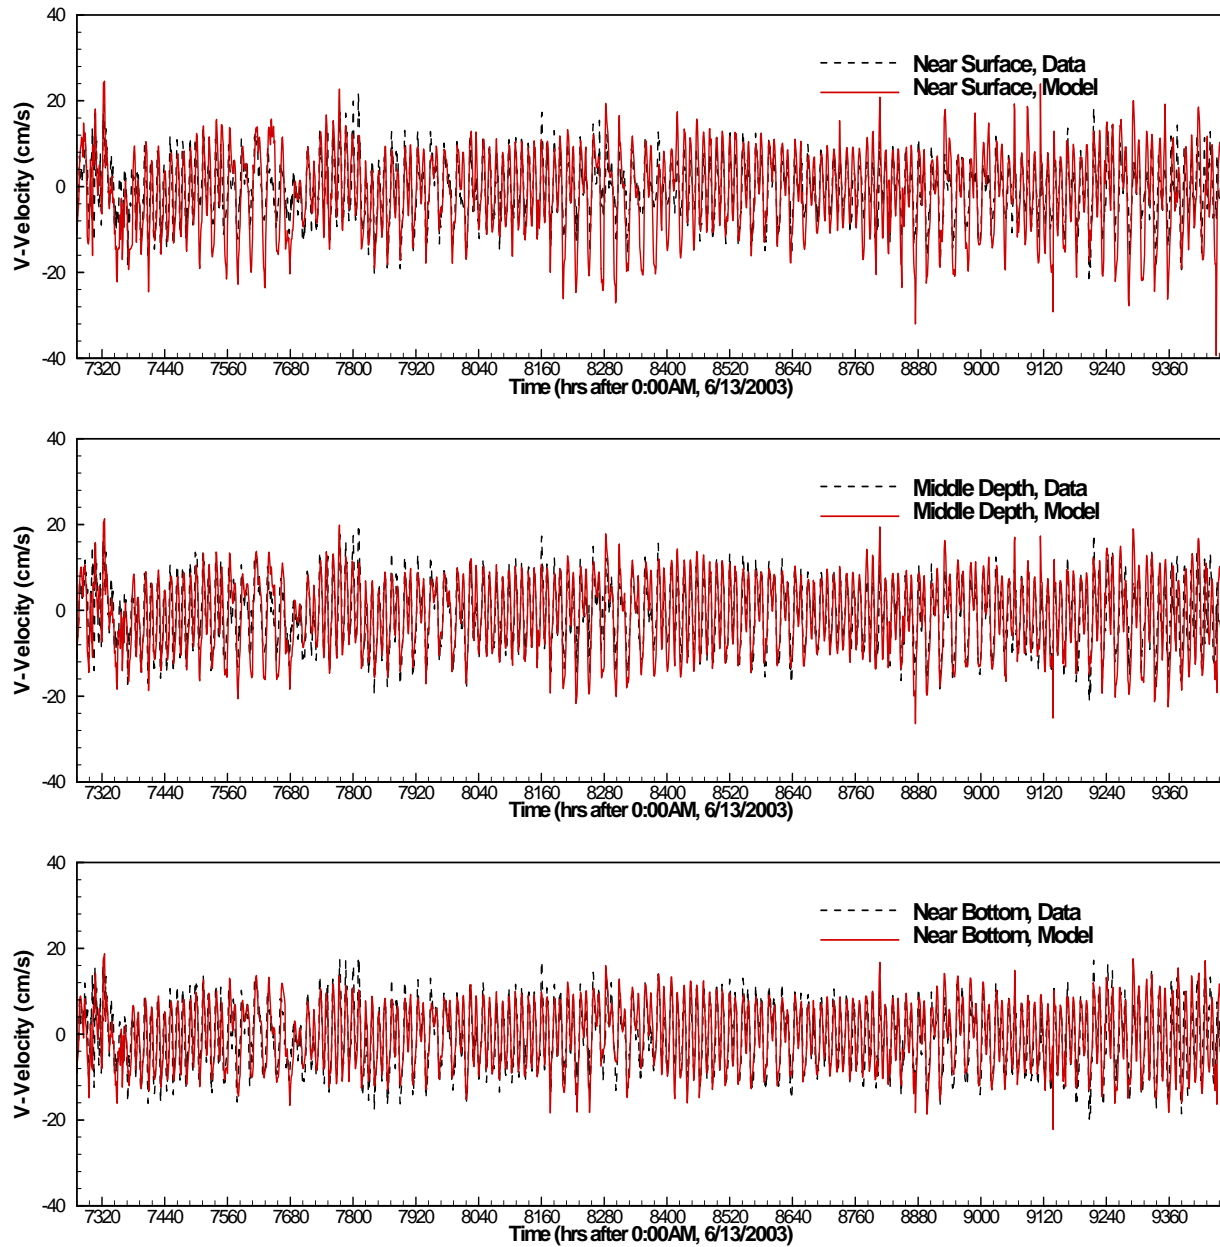 40
20
0
-20
-40
V-Velocity (cm/s)
Near Surface, Data
Near Surface, Model
7320 7440 7560 7680 7800 7920 8040 8160 8280 8400 8520 8640 8760 8880 9000 9120 9240 9360
Time (hrs after 0:00AM, 6/13/2003)
40
20
0
-20
-40
V-Velocity (cm/s)
Middle Depth, Data
Middle Depth, Model
7320 7440 7560 7680 7800 7920 8040 8160 8280 8400 8520 8640 8760 8880 9000 9120 9240 9360
Time (hrs after 0:00AM, 6/13/2003)
40
20
0
-20
-40
V-Velocity (cm/s)
Near Bottom, Data
Near Bottom, Model
7320 7440 7560 7680 7800 7920 8040 8160 8280 8400 8520 8640 8760 8880 9000 9120 9240 9360
Time (hrs after 0:00AM, 6/13/2003)